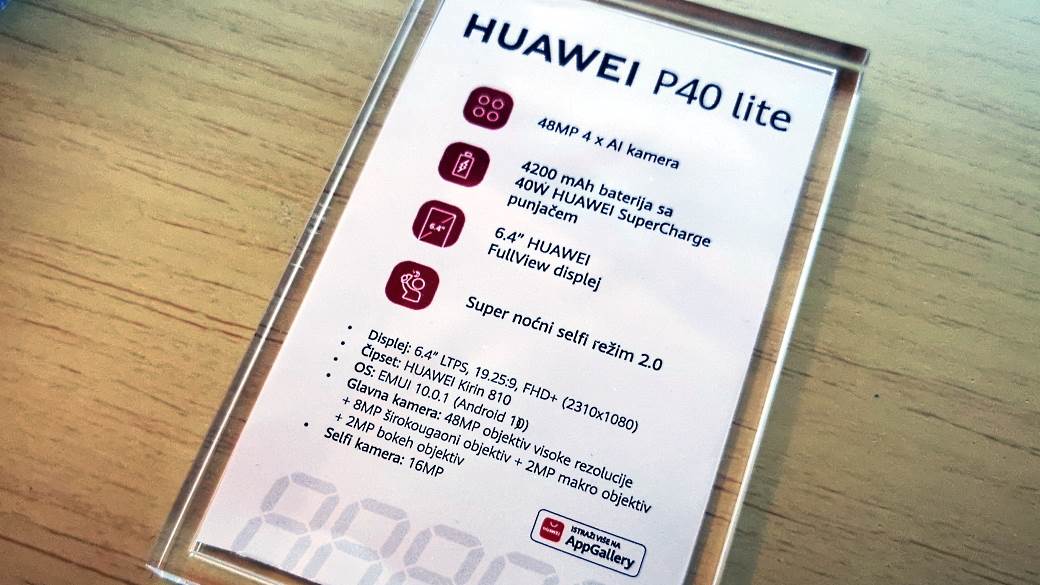 HUAWEI P40 lite
48MP 4 x AI kamera
4200 mAh baterija sa
40W HUAWEI SuperCharge
punjačem
6.4"
6.4” HUAWEI
FullView displej
Super noćni selfi režim 2.0
• Displej: 6.4” LTPS, 19.25:9, FHD+ (2310x1080)
• Čipset: HUAWEI Kirin 810
• OS: EMUI 10.0.1 (Android 10)
• Glavna kamera: 48MP objektiv visoke rezolucije
+ 8MP širokougaoni objektiv + 2MP makro objektiv
+ 2MP bokeh objektiv
• Selfi kamera: 16MP
HUAWEI
ISTRAŽI VIŠE NA
AppGallery